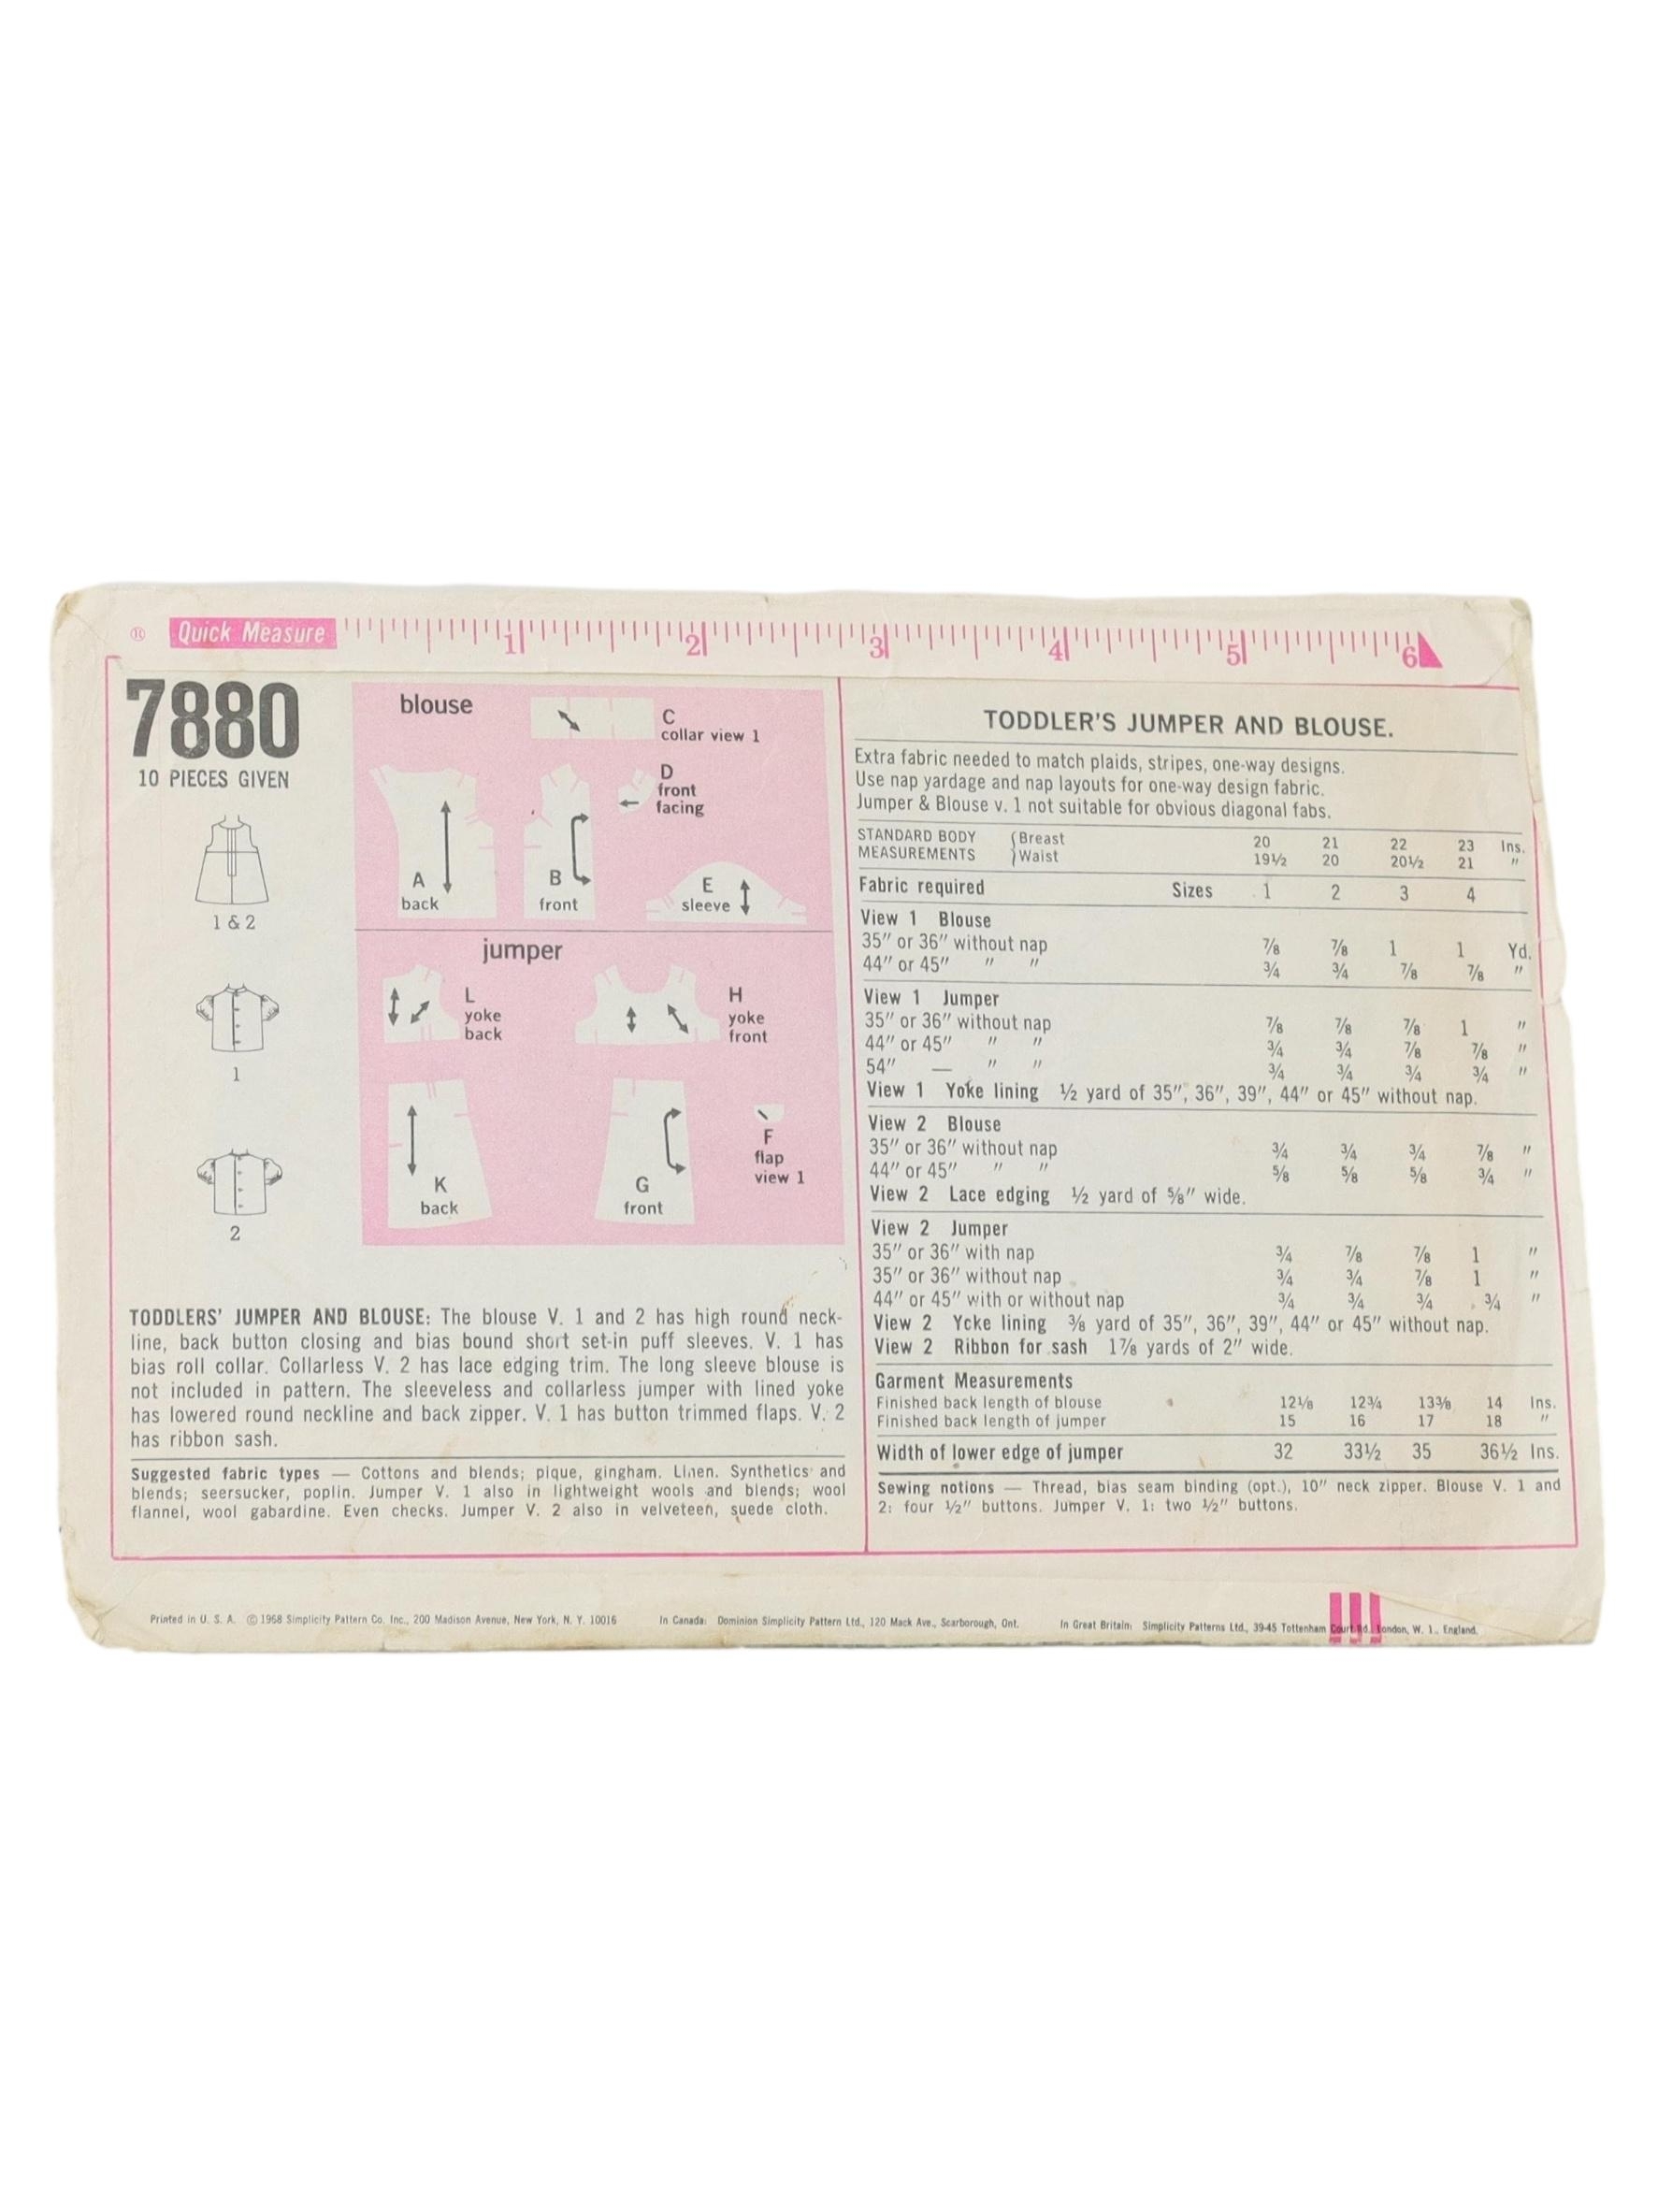 ® Quick Measure 1 2 3 4 5 6
7880
10 PIECES GIVEN
1 & 2
1
2
blouse
C
collar view 1
D
front
facing
A
back
B
front
E
sleeve
jumper
L
yoke
back
H
yoke
front
K
back
G
front
F
flap
view 1
TODDLERS' JUMPER AND BLOUSE: The blouse V. 1 and 2 has high round neck-
line, back button closing and bias bound short set-in puff sleeves. V. 1 has
bias roll collar. Collarless V. 2 has lace edging trim. The long sleeve blouse is
not included in pattern. The sleeveless and collarless jumper with lined yoke
has lowered round neckline and back zipper. V. 1 has button trimmed flaps. V. 2
has ribbon sash.
Suggested fabric types — Cottons and blends; pique, gingham. Linen. Synthetics and
blends; seersucker, poplin. Jumper V. 1 also in lightweight wools and blends; wool
flannel, wool gabardine. Even checks. Jumper V. 2 also in velveteen, suede cloth.
TODDLER'S JUMPER AND BLOUSE.
Extra fabric needed to match plaids, stripes, one-way designs.
Use nap yardage and nap layouts for one-way design fabric.
Jumper & Blouse v. 1 not suitable for obvious diagonal fabs.
STANDARD BODY { Breast 20 21 22 23 Ins.
MEASUREMENTS } Waist 19½ 20 20½ 21 "
Fabric required Sizes 1 2 3 4
View 1 Blouse
35" or 36" without nap ⅞ ⅞ 1 1 Yd.
44" or 45" " " ¾ ¾ ⅞ ⅞ "
View 1 Jumper
35" or 36" without nap ⅞ ⅞ ⅞ 1 "
44" or 45" " " ¾ ¾ ⅞ ⅞ "
54" — " " ¾ ¾ ¾ ¾ "
View 1 Yoke lining ½ yard of 35", 36", 39", 44" or 45" without nap.
View 2 Blouse
35" or 36" without nap ¾ ¾ ¾ ⅞ "
44" or 45" " " ⅝ ⅝ ⅝ ¾ "
View 2 Lace edging ½ yard of ⅝" wide.
View 2 Jumper
35" or 36" with nap ¾ ⅞ ⅞ 1 "
35" or 36" without nap ¾ ¾ ⅞ 1 "
44" or 45" with or without nap ¾ ¾ ¾ ¾ "
View 2 Ycke lining ⅜ yard of 35", 36", 39", 44" or 45" without nap.
View 2 Ribbon for sash 1⅞ yards of 2" wide.
Garment Measurements
Finished back length of blouse 12⅛ 12¾ 13⅜ 14 Ins.
Finished back length of jumper 15 16 17 18 "
Width of lower edge of jumper 32 33½ 35 36½ Ins.
Sewing notions — Thread, bias seam binding (opt.), 10" neck zipper. Blouse V. 1 and
2: four ½" buttons. Jumper V. 1: two ½" buttons.
Printed in U. S. A. © 1968 Simplicity Pattern Co. Inc., 200 Madison Avenue, New York, N. Y. 10016 In Canada: Dominion Simplicity Pattern Ltd., 120 Mack Ave., Scarborough, Ont. In Great Britain: Simplicity Patterns Ltd., 39-45 Tottenham Court Rd. London, W. 1., England.